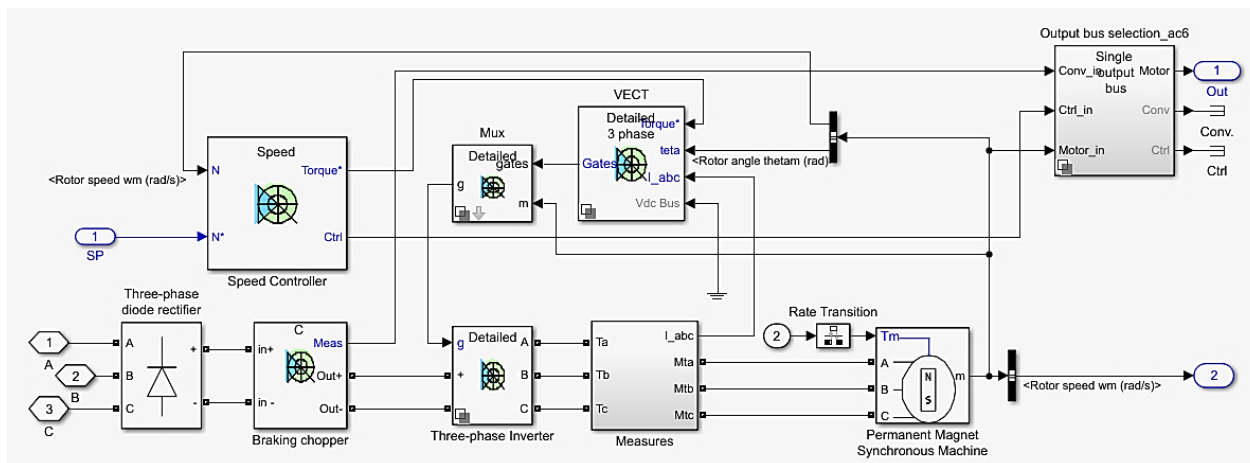 Output bus selection_ac6
Single
output
bus
Conv_in
Ctrl_in
Motor_in
Motor
Conv
Ctrl
1
Out
Conv.
Ctrl
VECT
Detailed
3 phase
Torque*
teta
I_abc
Vdc Bus
Gates
<Rotor angle thetam (rad)>
Mux
Detailed
gates
g
m
Speed
N
Torque*
N*
Ctrl
<Rotor speed wm (rad/s)>
1
SP
Speed Controller
Three-phase
diode rectifier
1
A
2
B
3
C
A
B
C
+
-
C
Meas
in+
Out+
in -
Out-
Braking chopper
Detailed
g
+
A
B
C
Three-phase Inverter
I_abc
Ta
Tb
Tc
Mta
Mtb
Mtc
Measures
Rate Transition
2
Tm
A
B
C
N
S
m
Permanent Magnet
Synchronous Machine
<Rotor speed wm (rad/s)>
2